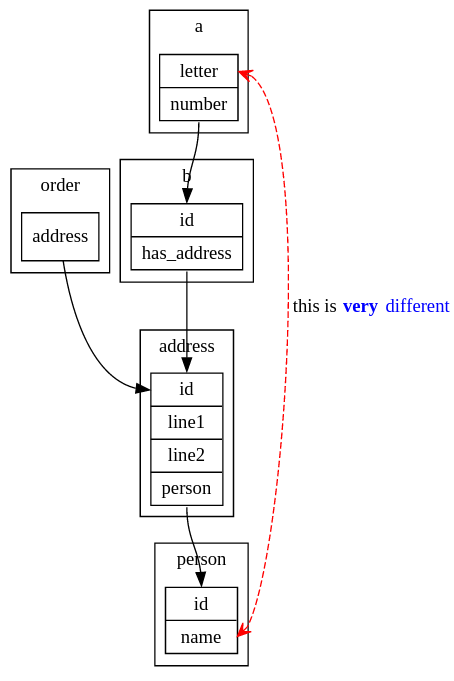 a
letter
number
order
address
b
id
has_address
this is very different
address
id
line1
line2
person
person
id
name